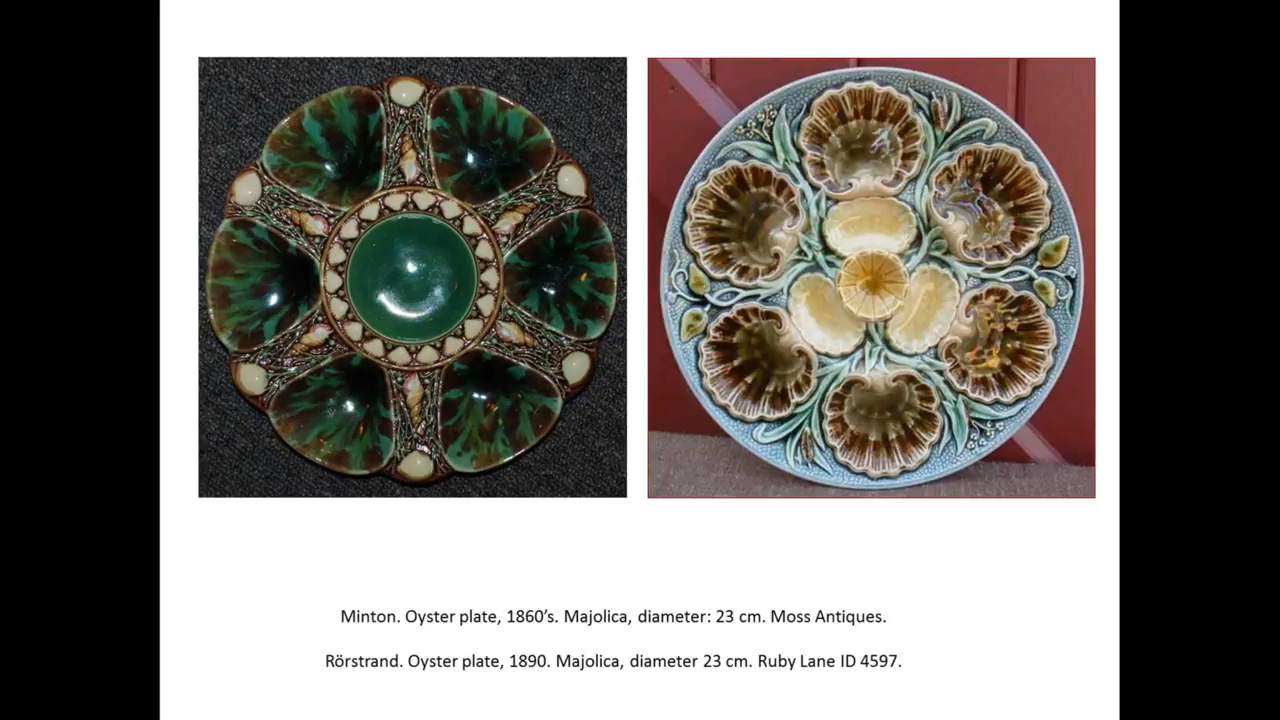 Minton. Oyster plate, 1860’s. Majolica, diameter: 23 cm. Moss Antiques.
Rörstrand. Oyster plate, 1890. Majolica, diameter 23 cm. Ruby Lane ID 4597.